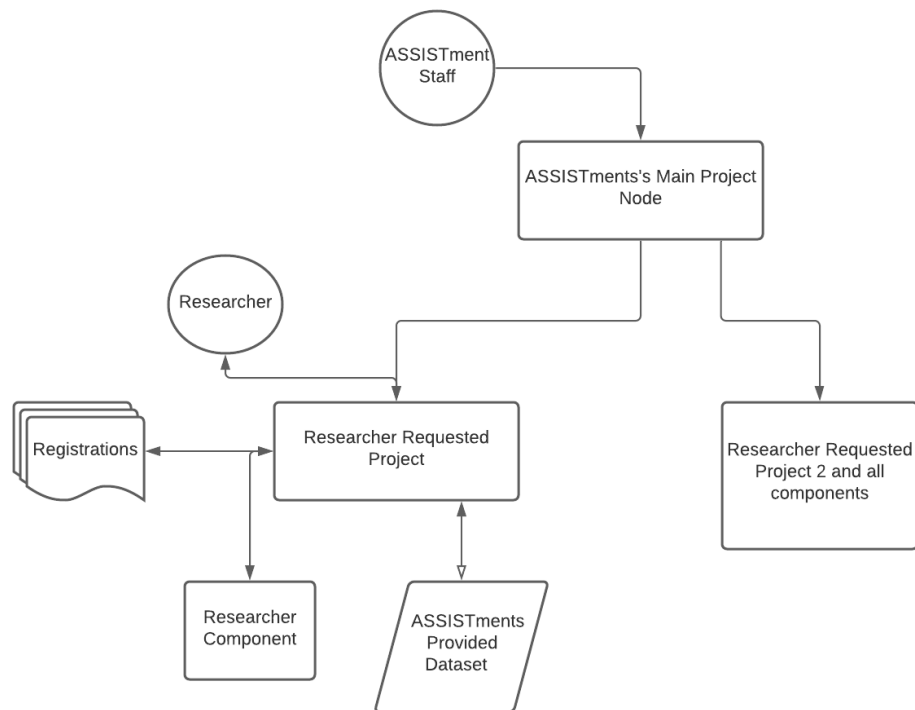 ASSISTment
Staff
ASSISTments's Main Project
Node
Researcher
Registrations
Researcher Requested
Project
Researcher Requested
Project 2 and all
components
Researcher
Component
ASSISTments
Provided
Dataset